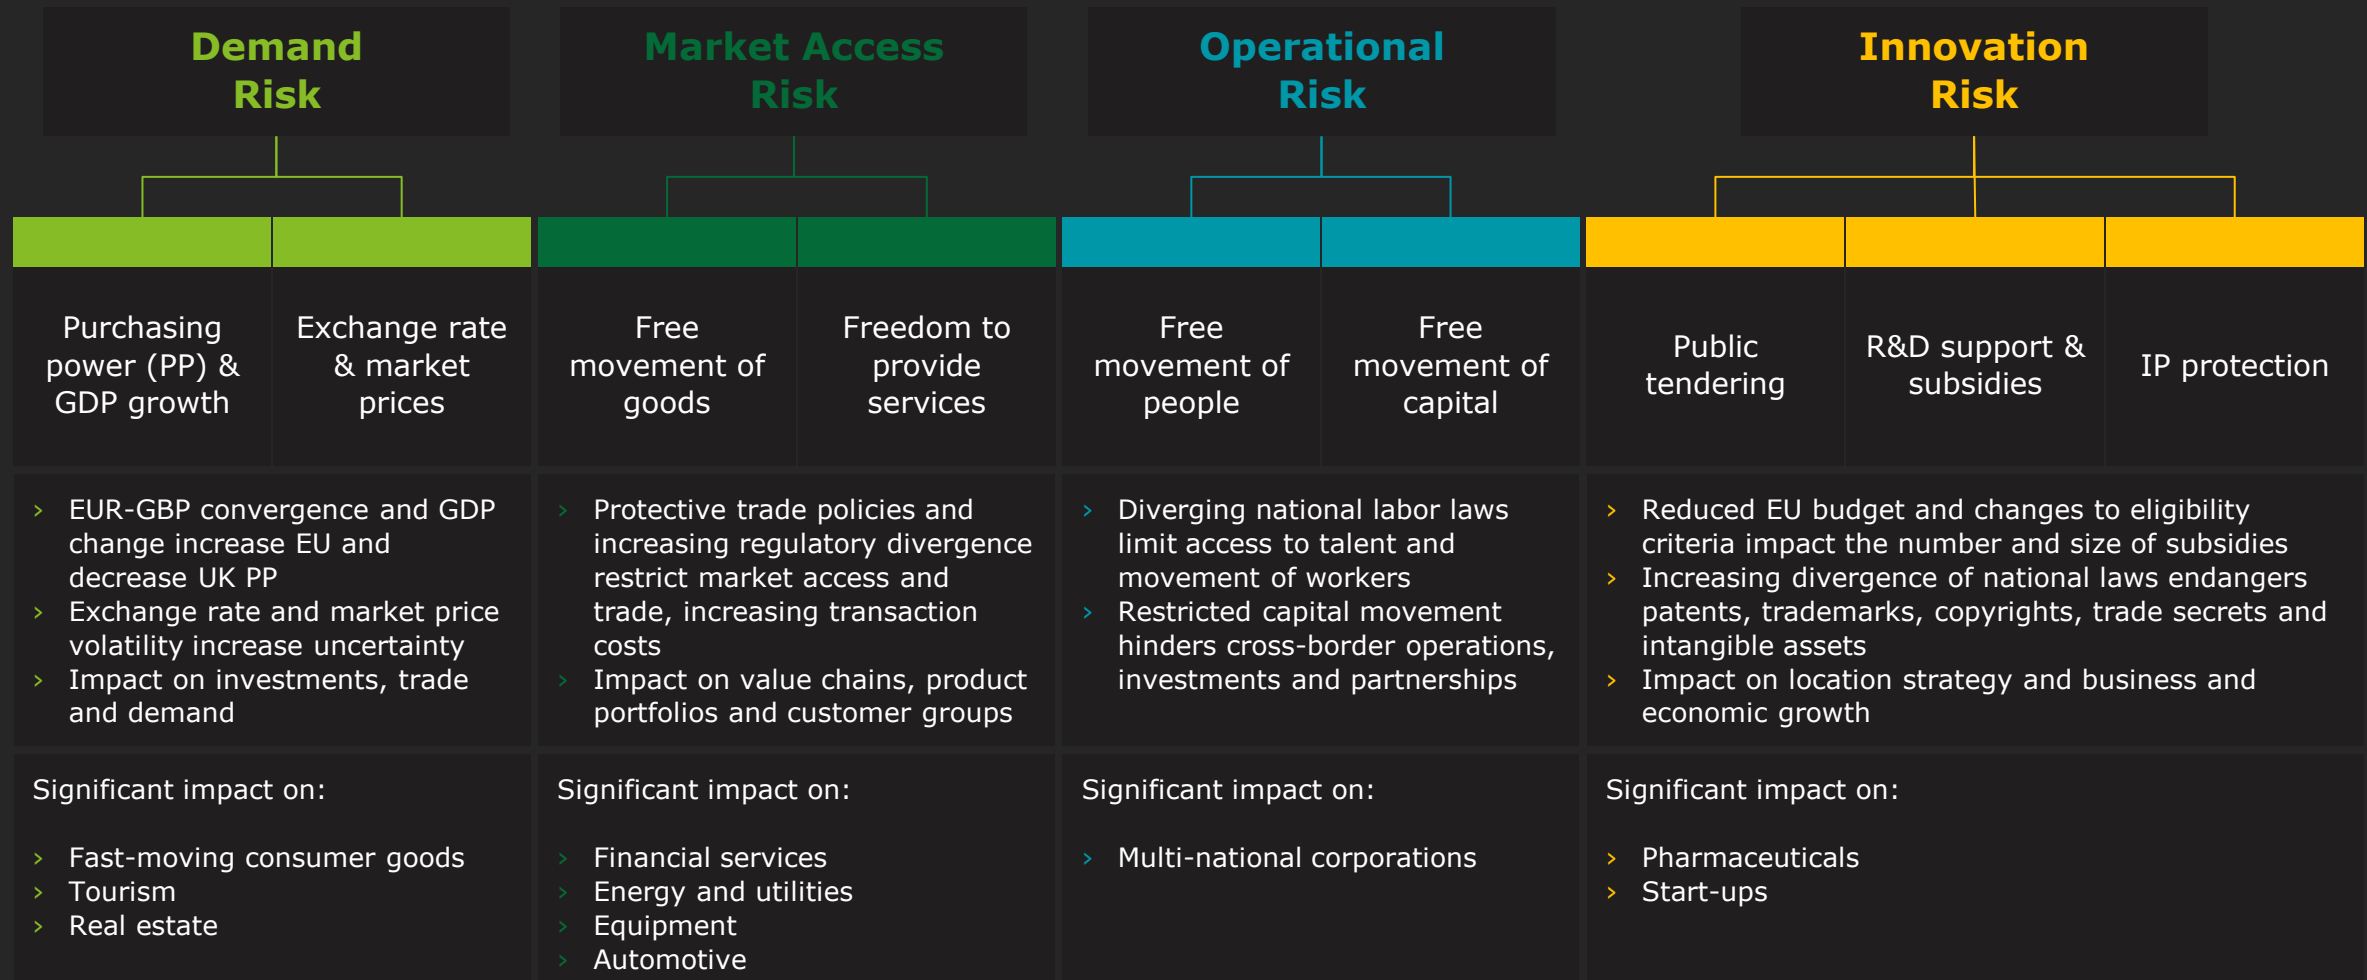 Demand
Risk
Market Access
Risk
Operational
Risk
Innovation
Risk
Purchasing
power (PP) &
GDP growth
Exchange rate
& market
prices
Free
movement of
goods
Freedom to
provide
services
Free
movement of
people
Free
movement of
capital
Public
tendering
R&D support &
subsidies
IP protection
› EUR-GBP convergence and GDP
change increase EU and
decrease UK PP
› Exchange rate and market price
volatility increase uncertainty
› Impact on investments, trade
and demand
› Protective trade policies and
increasing regulatory divergence
restrict market access and
trade, increasing transaction
costs
› Impact on value chains, product
portfolios and customer groups
› Diverging national labor laws
limit access to talent and
movement of workers
› Restricted capital movement
hinders cross-border operations,
investments and partnerships
› Reduced EU budget and changes to eligibility
criteria impact the number and size of subsidies
› Increasing divergence of national laws endangers
patents, trademarks, copyrights, trade secrets and
intangible assets
› Impact on location strategy and business and
economic growth
Significant impact on:
› Fast-moving consumer goods
› Tourism
› Real estate
Significant impact on:
› Financial services
› Energy and utilities
› Equipment
› Automotive
Significant impact on:
› Multi-national corporations
Significant impact on:
› Pharmaceuticals
› Start-ups